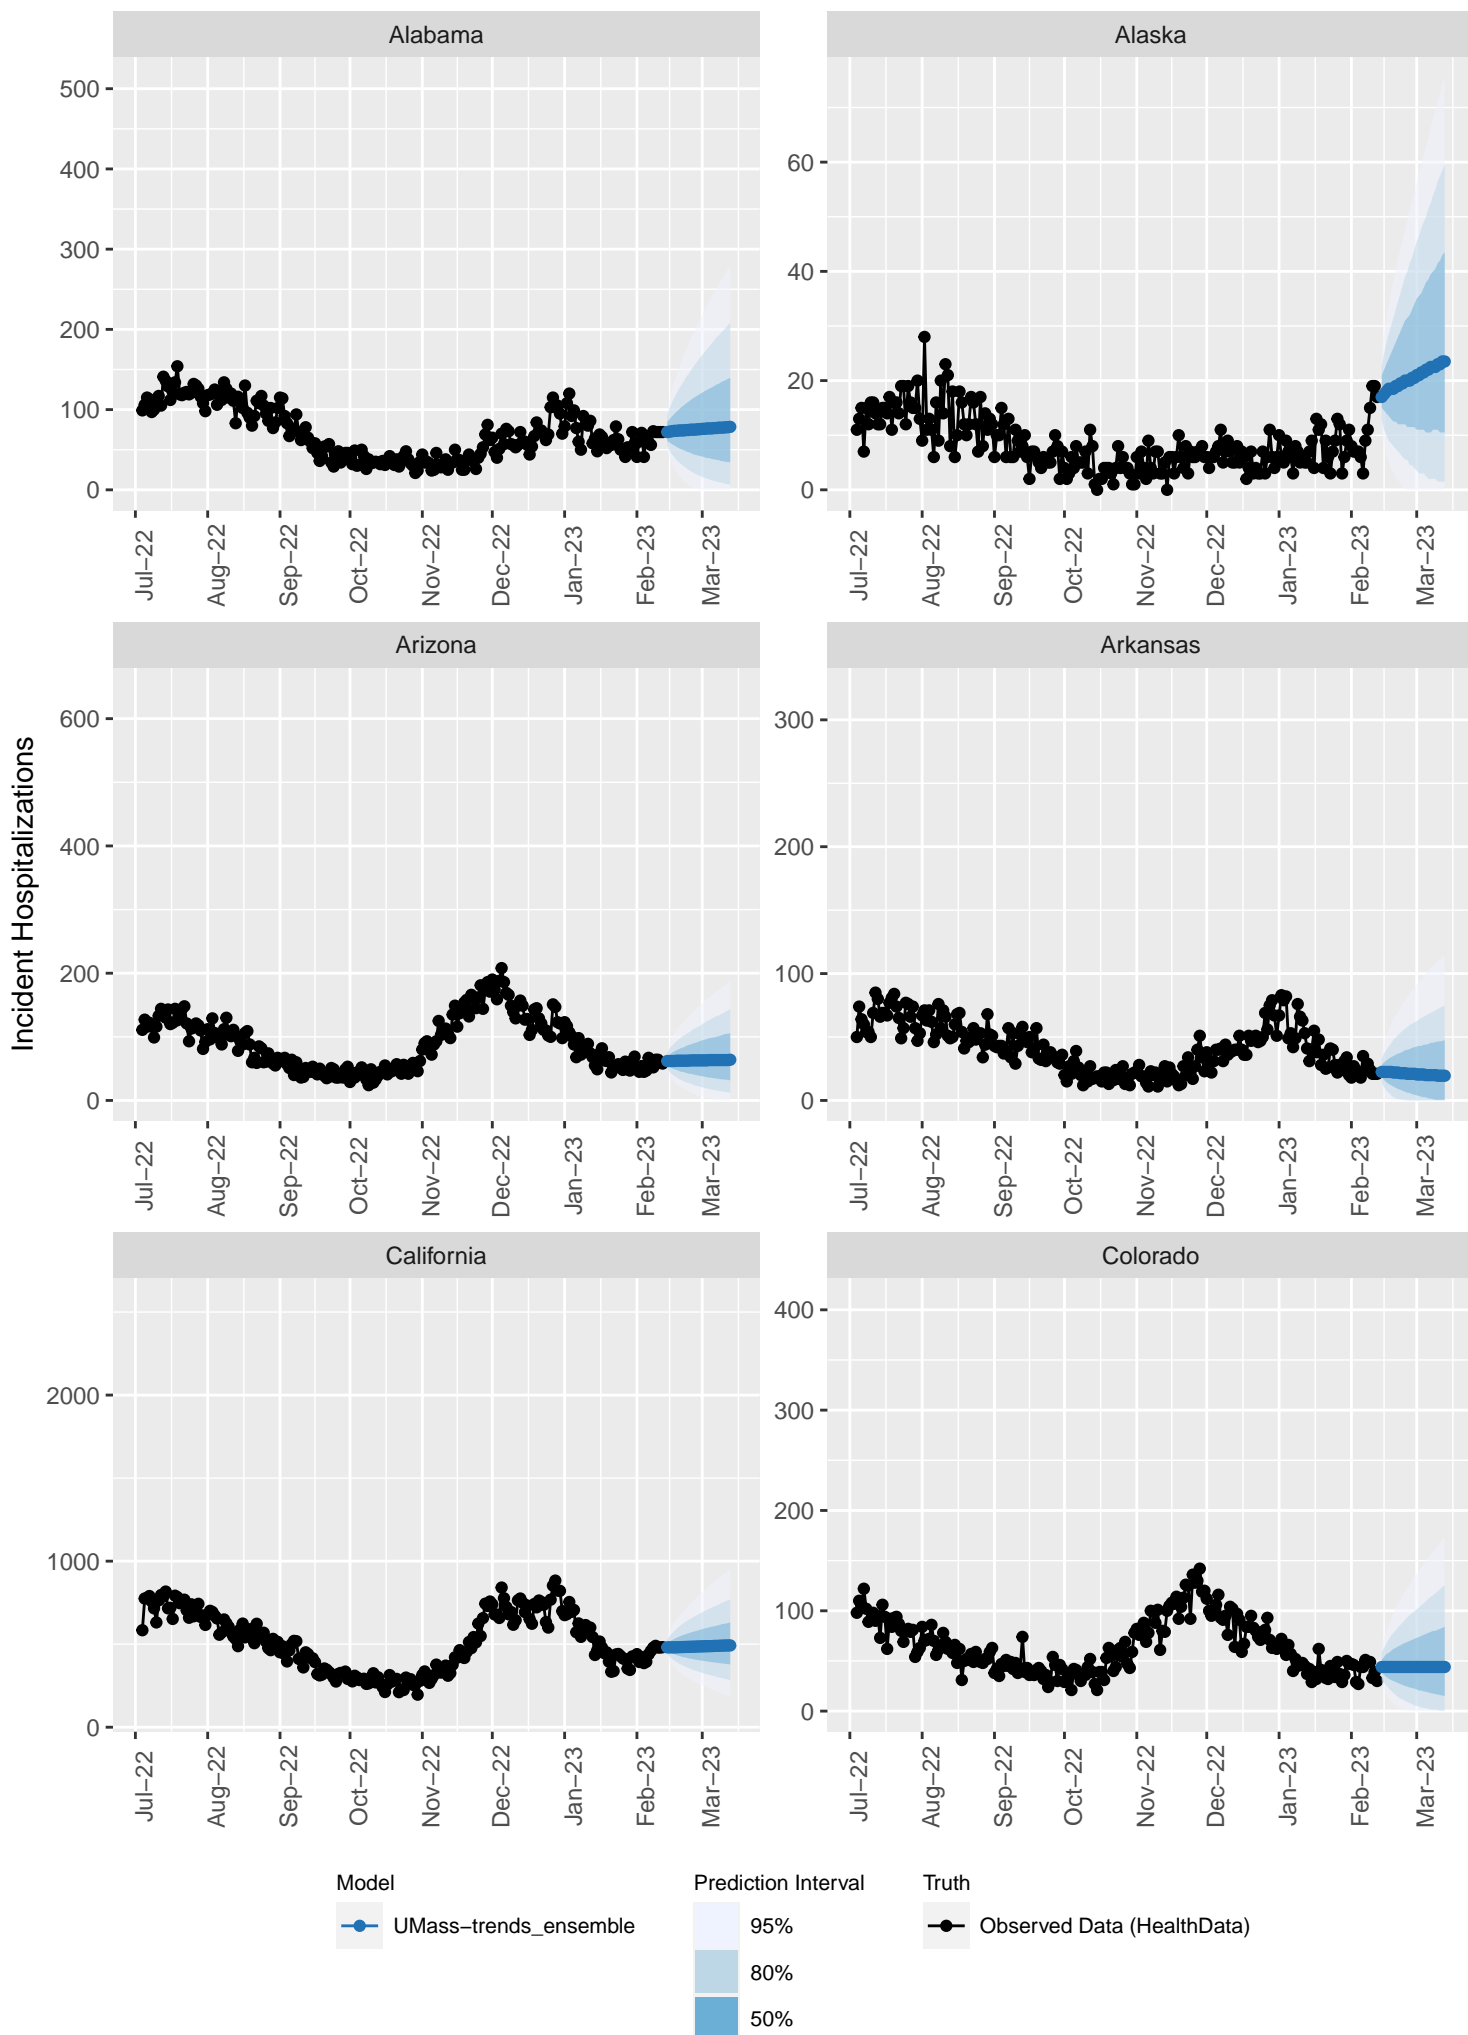 Alabama
Alaska
500
400
300
200
100
0
60
40
20
0
Jul−22
Aug−22
Sep−22
Oct−22
Nov−22
Dec−22
Jan−23
Feb−23
Mar−23
Jul−22
Aug−22
Sep−22
Oct−22
Nov−22
Dec−22
Jan−23
Feb−23
Mar−23
Incident Hospitalizations
Arizona
Arkansas
600
400
200
0
300
200
100
0
Jul−22
Aug−22
Sep−22
Oct−22
Nov−22
Dec−22
Jan−23
Feb−23
Mar−23
Jul−22
Aug−22
Sep−22
Oct−22
Nov−22
Dec−22
Jan−23
Feb−23
Mar−23
California
Colorado
2000
1000
0
400
300
200
100
0
Jul−22
Aug−22
Sep−22
Oct−22
Nov−22
Dec−22
Jan−23
Feb−23
Mar−23
Jul−22
Aug−22
Sep−22
Oct−22
Nov−22
Dec−22
Jan−23
Feb−23
Mar−23
Model
UMass−trends_ensemble
Prediction Interval
95%
80%
50%
Truth
Observed Data (HealthData)